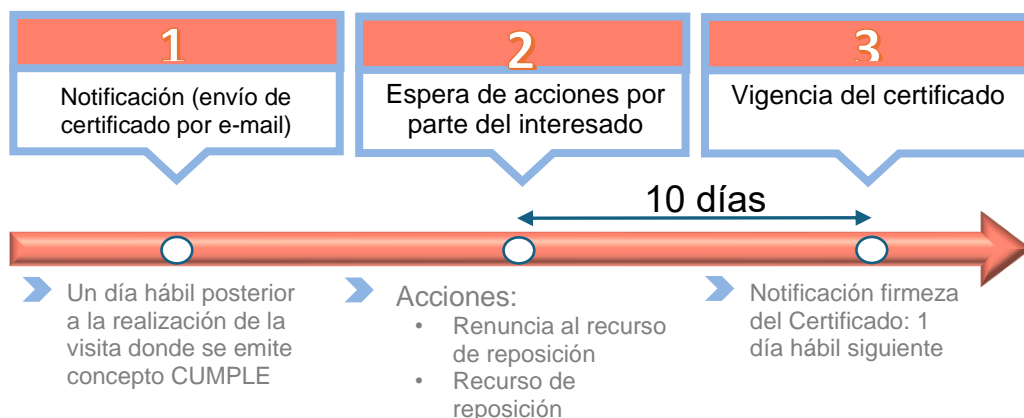 1
Notificación (envío de
certificado por e-mail)
2
Espera de acciones por
parte del interesado
3
Vigencia del certificado
10 días
Un día hábil posterior
a la realización de la
visita donde se emite
concepto CUMPLE
Acciones:
• Renuncia al recurso
de reposición
• Recurso de
reposición
Notificación firmeza
del Certificado: 1
día hábil siguiente